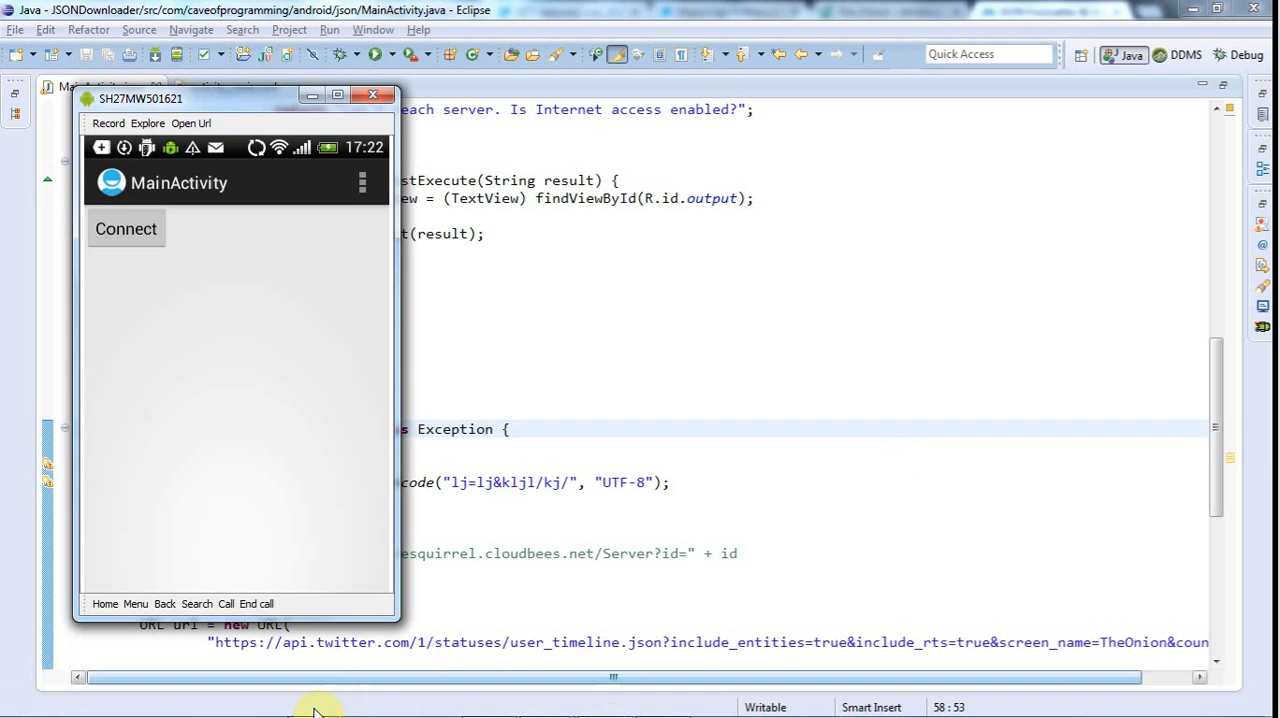 Java - JSONDownloader/src/com/caveofprogramming/android/json/MainActivity.java - Eclipse
File Edit Refactor Source Navigate Search Project Run Window Help
Quick Access
Java
DDMS
Debug
SH27MW501621
Record Explore Open Url
17:22
MainActivity
Connect
Home Menu Back Search Call End call
each server. Is Internet access enabled?";
stExecute(String result) {
ew = (TextView) findViewById(R.id.output);
t(result);
s Exception {
code("lj=lj&kljl/kj/", "UTF-8");
esquirrel.cloudbees.net/Server?id=" + id
URL url = new URL(
"https://api.twitter.com/1/statuses/user_timeline.json?include_entities=true&include_rts=true&screen_name=TheOnion&coun
Writable
Smart Insert
58 : 53